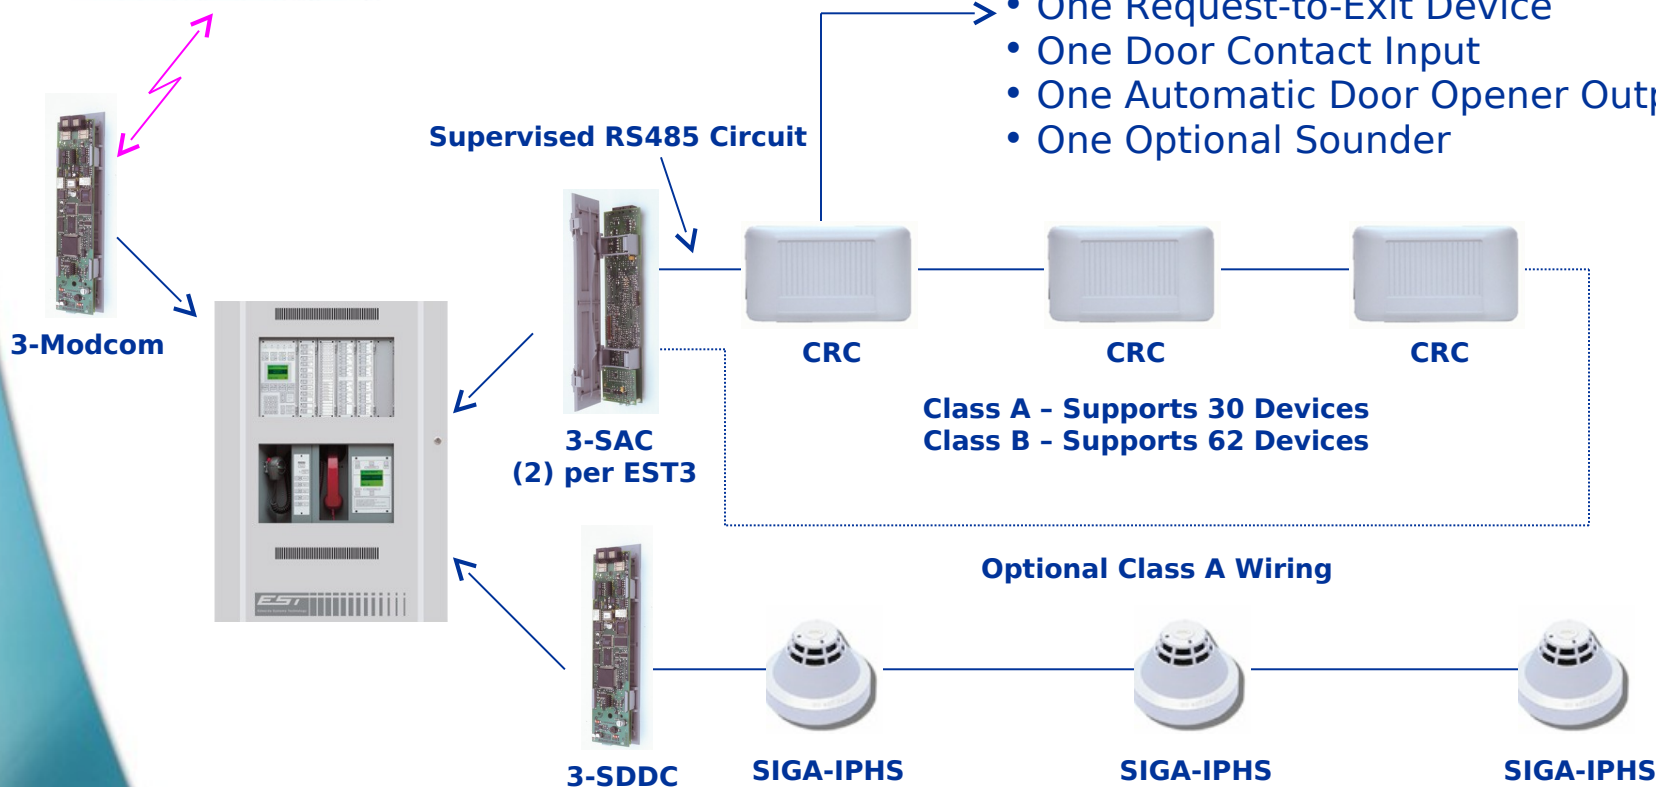 • One Request-to-Exit Device
• One Door Contact Input
• One Automatic Door Opener
• One Optional Sounder
Supervised RS485 Circuit
3-Modcom
CRC
CRC
CRC
Class A – Supports 30 Devices
Class B – Supports 62 Devices
3-SAC
(2) per EST3
Optional Class A Wiring
EST
3-SDDC
SIGA-IPHS
SIGA-IPHS
SIGA-IPHS